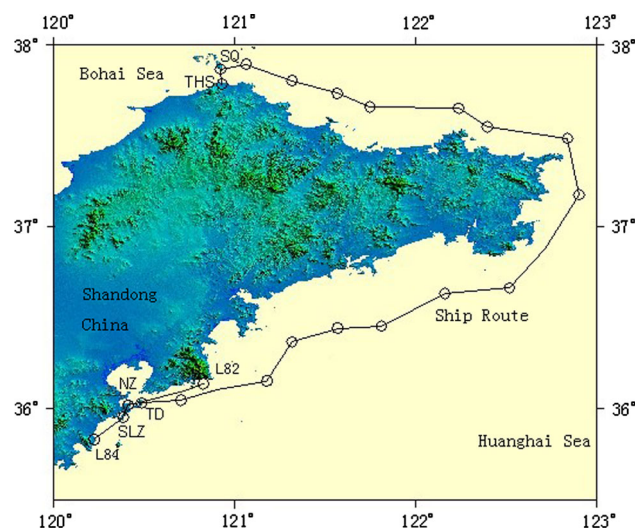 120° 121° 122° 123°
38° 38°
SQ
Bohai Sea
THS
37° 37°
Shandong
China
Ship Route
L82
NZ
36° 36°
TD
SLZ
L84
Huanghai Sea
120° 121° 122° 123°